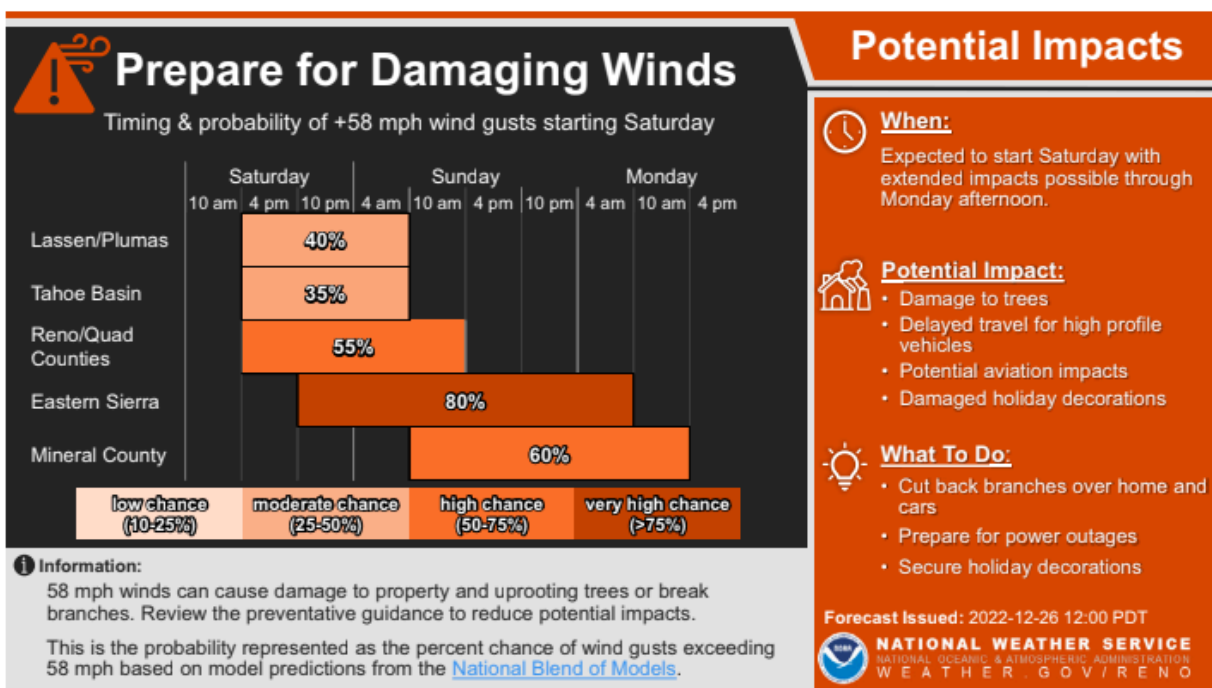 Prepare for Damaging Winds
Timing & probability of +58 mph wind gusts starting Saturday
Saturday Sunday Monday
10 am 4 pm 10 pm 4 am 10 am 4 pm 10 pm 4 am 10 am 4 pm
Lassen/Plumas 40%
Tahoe Basin 35%
Reno/Quad
Counties
55%
Eastern Sierra 80%
Mineral County 60%
low chance
(10-25%)
moderate chance
(25-50%)
high chance
(50-75%)
very high chance
(>75%)
Information:
58 mph winds can cause damage to property and uprooting trees or break
branches. Review the preventative guidance to reduce potential impacts.
This is the probability represented as the percent chance of wind gusts exceeding
58 mph based on model predictions from the National Blend of Models.
Potential Impacts
When:
Expected to start Saturday with
extended impacts possible through
Monday afternoon.
Potential Impact:
• Damage to trees
• Delayed travel for high profile
vehicles
• Potential aviation impacts
• Damaged holiday decorations
What To Do:
• Cut back branches over home and
cars
• Prepare for power outages
• Secure holiday decorations
Forecast Issued: 2022-12-26 12:00 PDT
NOAA
NATIONAL WEATHER SERVICE
NATIONAL OCEANIC & ATMOSPHERIC ADMINISTRATION
WEATHER.GOV/RENO